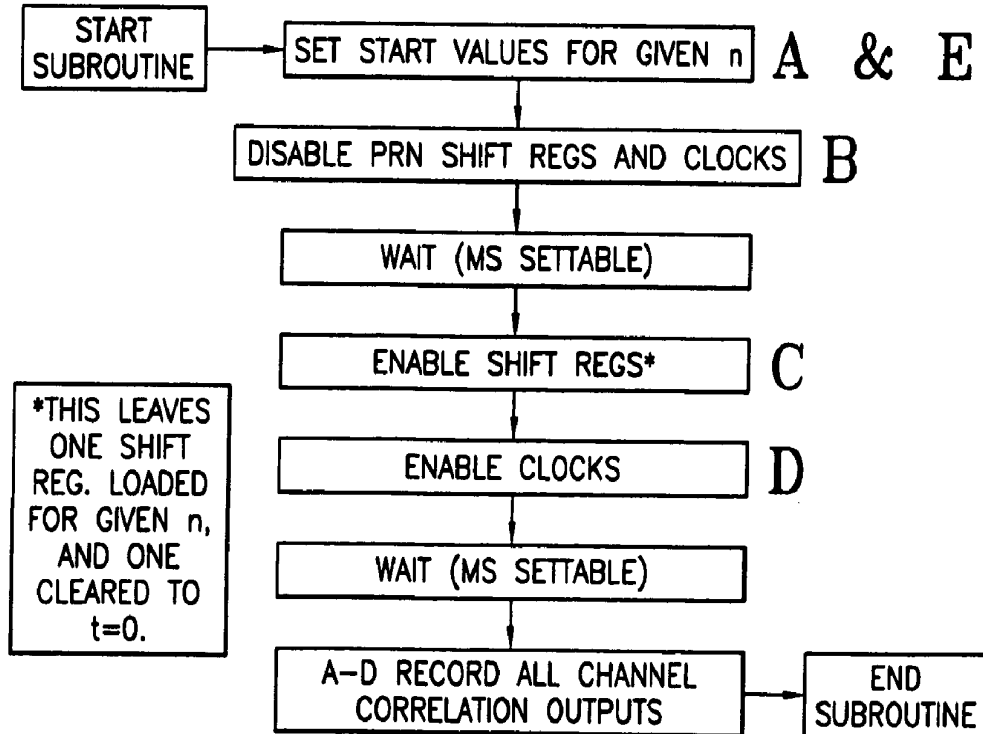 START
SUBROUTINE
SET START VALUES FOR GIVEN n
A & E
DISABLE PRN SHIFT REGS AND CLOCKS
B
WAIT (MS SETTABLE)
ENABLE SHIFT REGS*
C
*THIS LEAVES
ONE SHIFT
REG. LOADED
FOR GIVEN n,
AND ONE
CLEARED TO
t=0.
ENABLE CLOCKS
D
WAIT (MS SETTABLE)
A-D RECORD ALL CHANNEL
CORRELATION OUTPUTS
END
SUBROUTINE